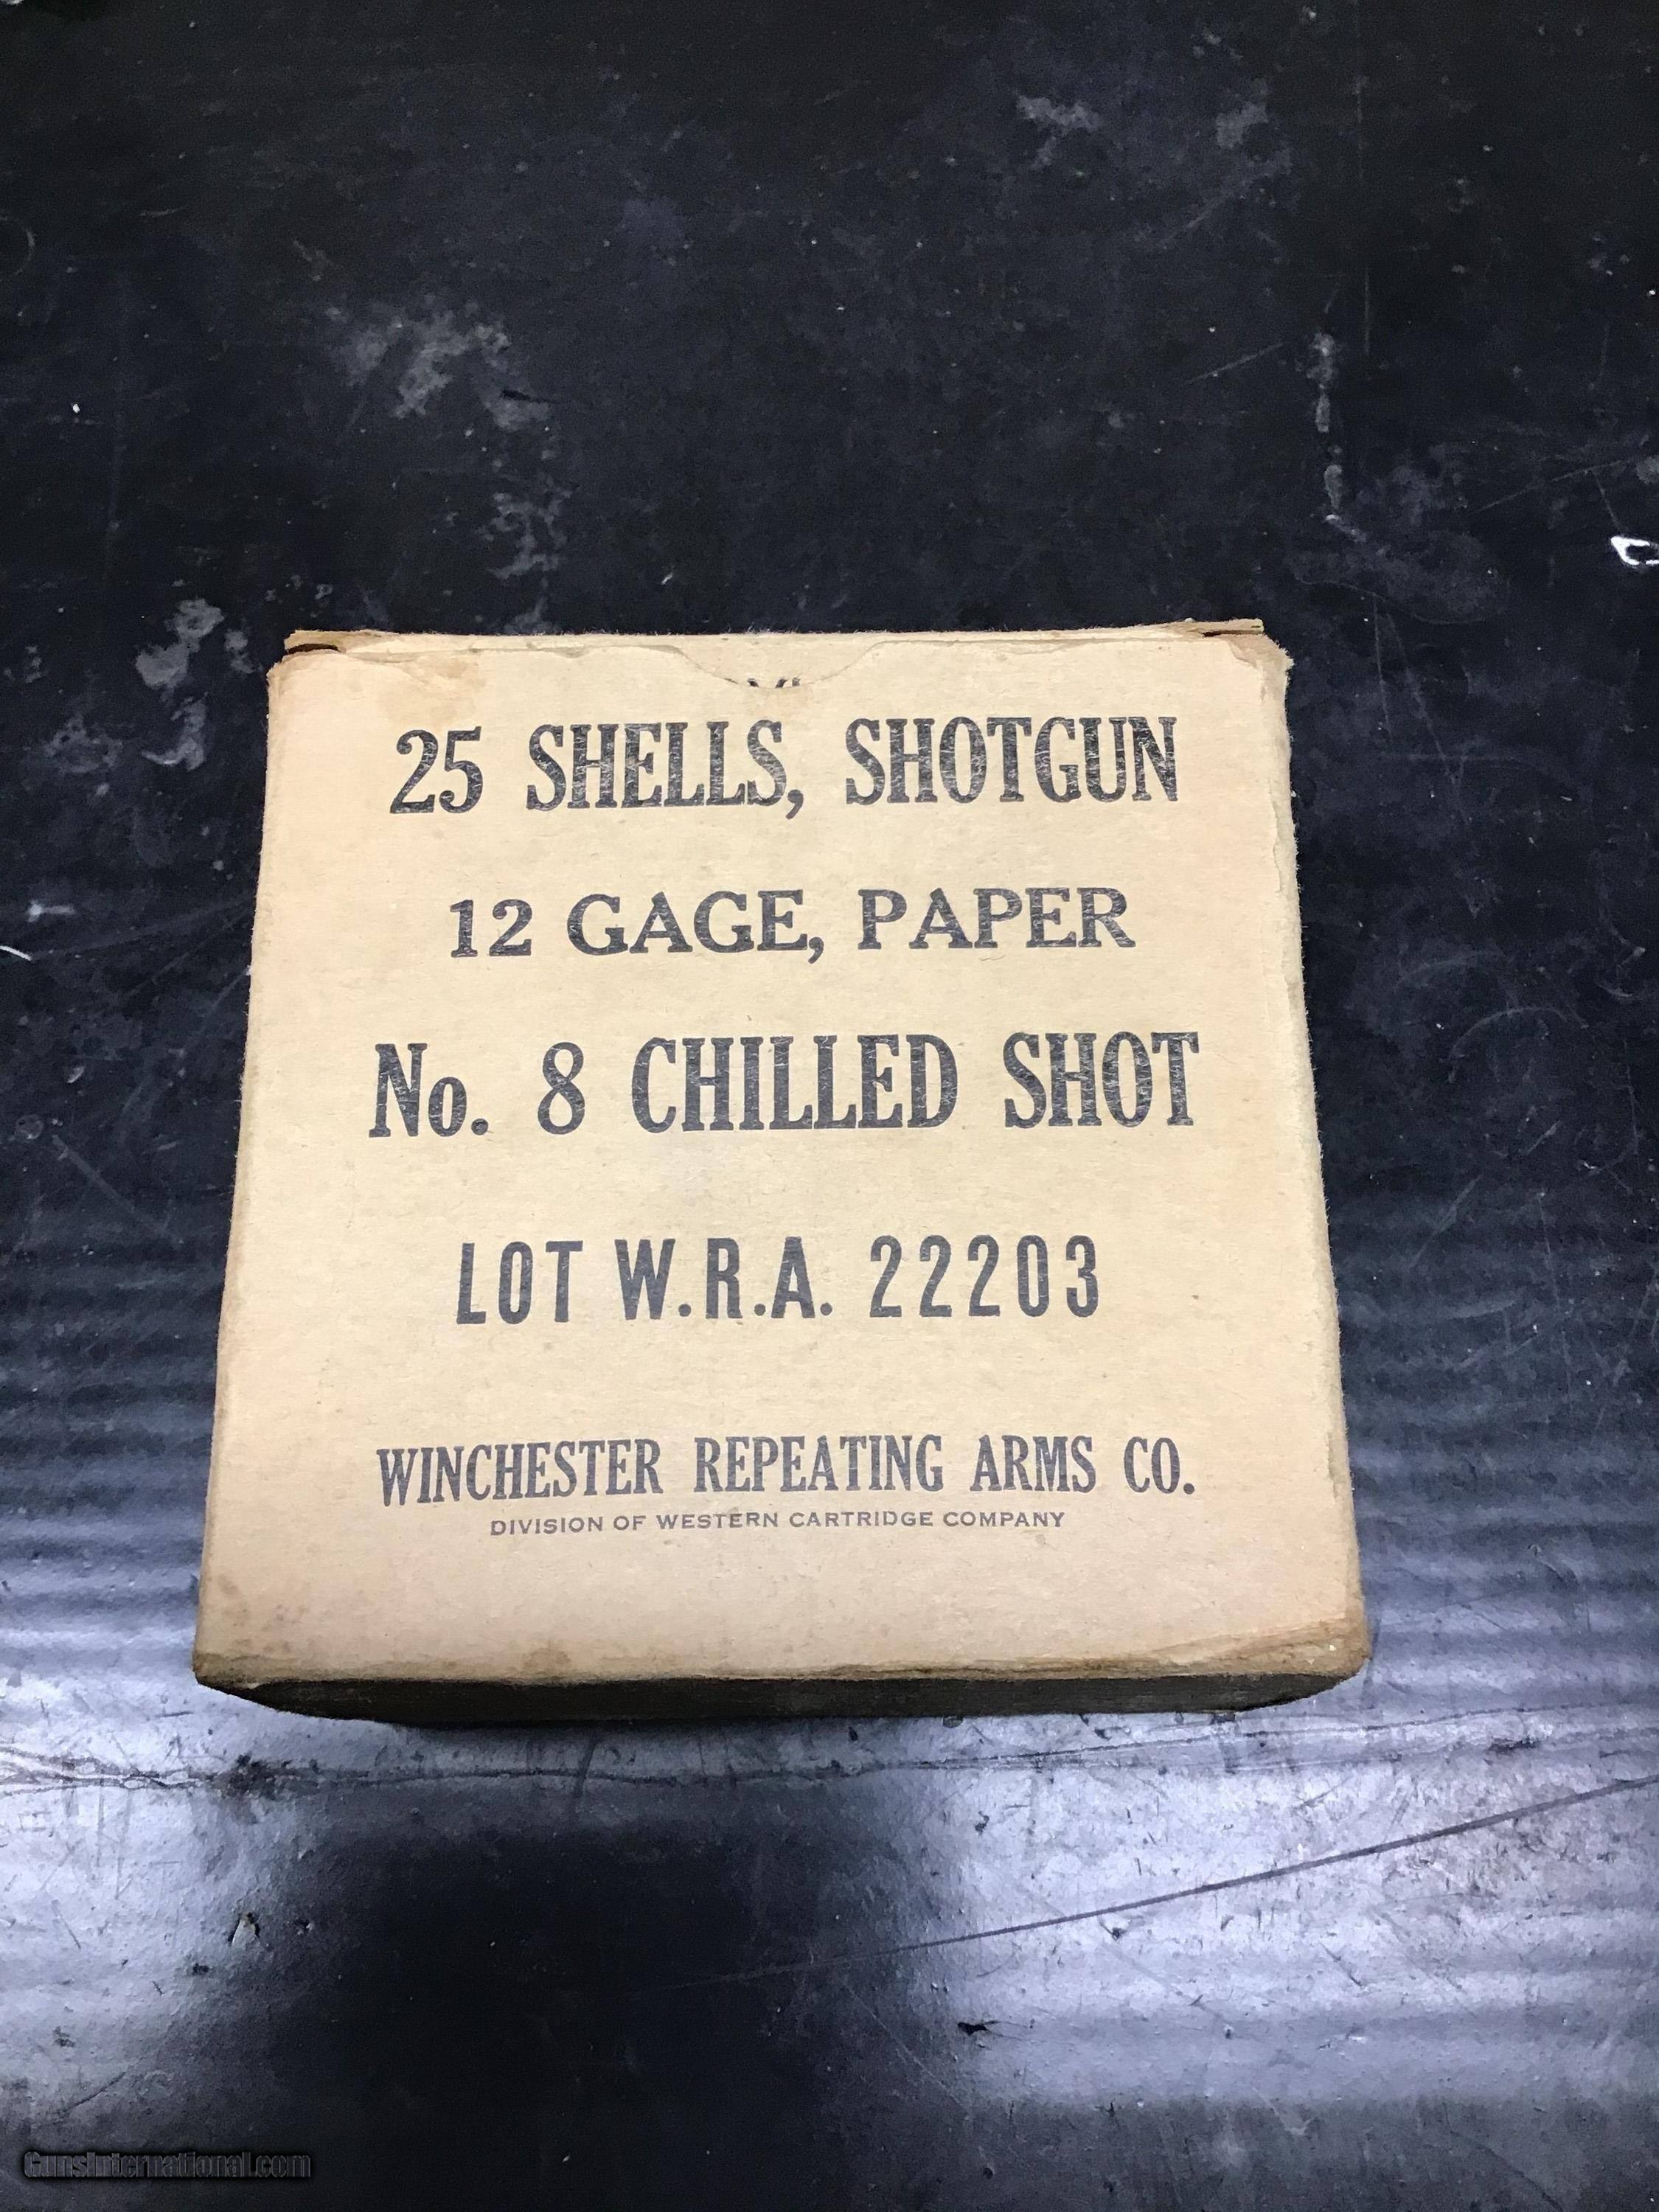 25 SHELLS, SHOTGUN
12 GAGE, PAPER
No. 8 CHILLED SHOT
LOT W.R.A. 22203
WINCHESTER REPEATING ARMS CO.
DIVISION OF WESTERN CARTRIDGE COMPANY
GunsInternational.com